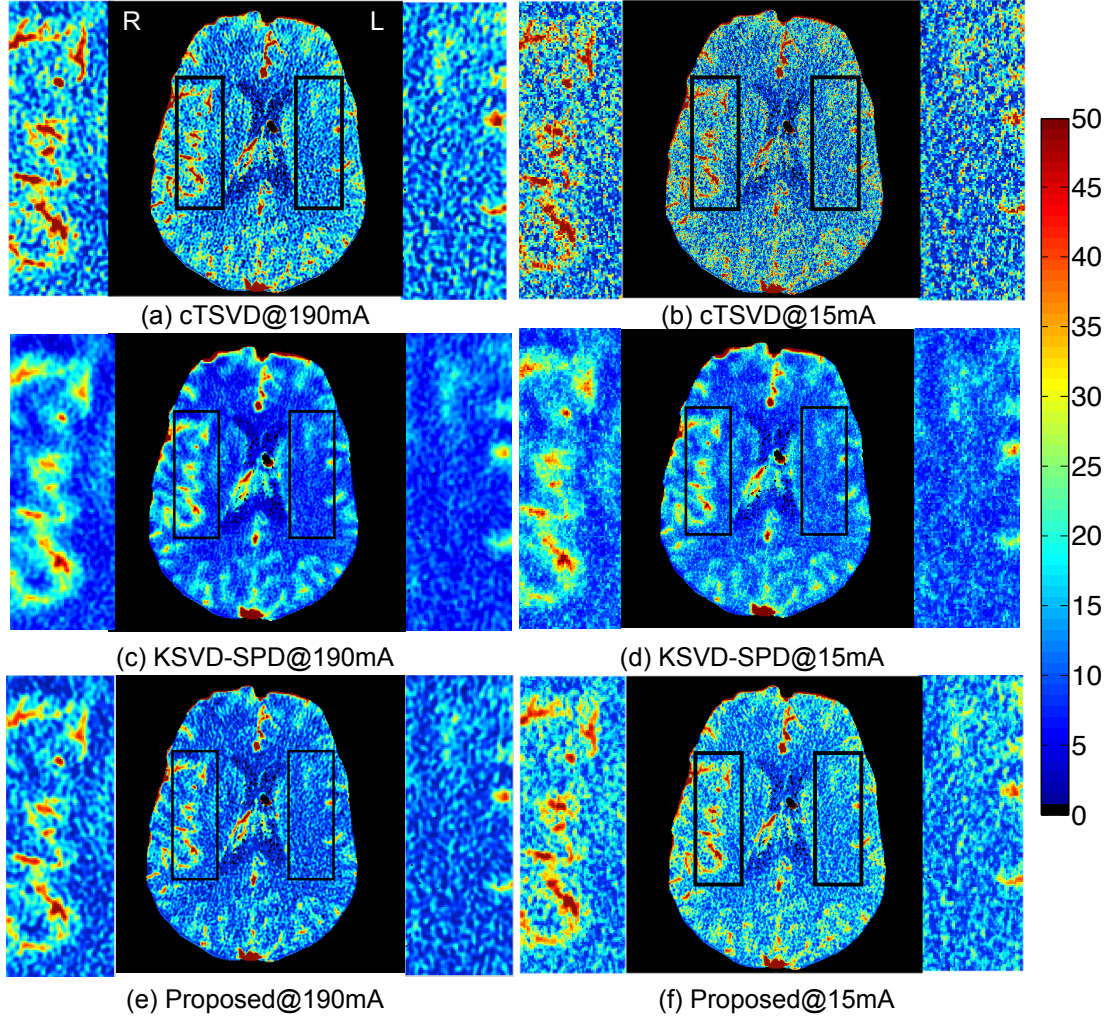 R L
(a) cTSVD@190mA
(b) cTSVD@15mA
(c) KSVD-SPD@190mA
(d) KSVD-SPD@15mA
(e) Proposed@190mA
(f) Proposed@15mA
50
45
40
35
30
25
20
15
10
5
0